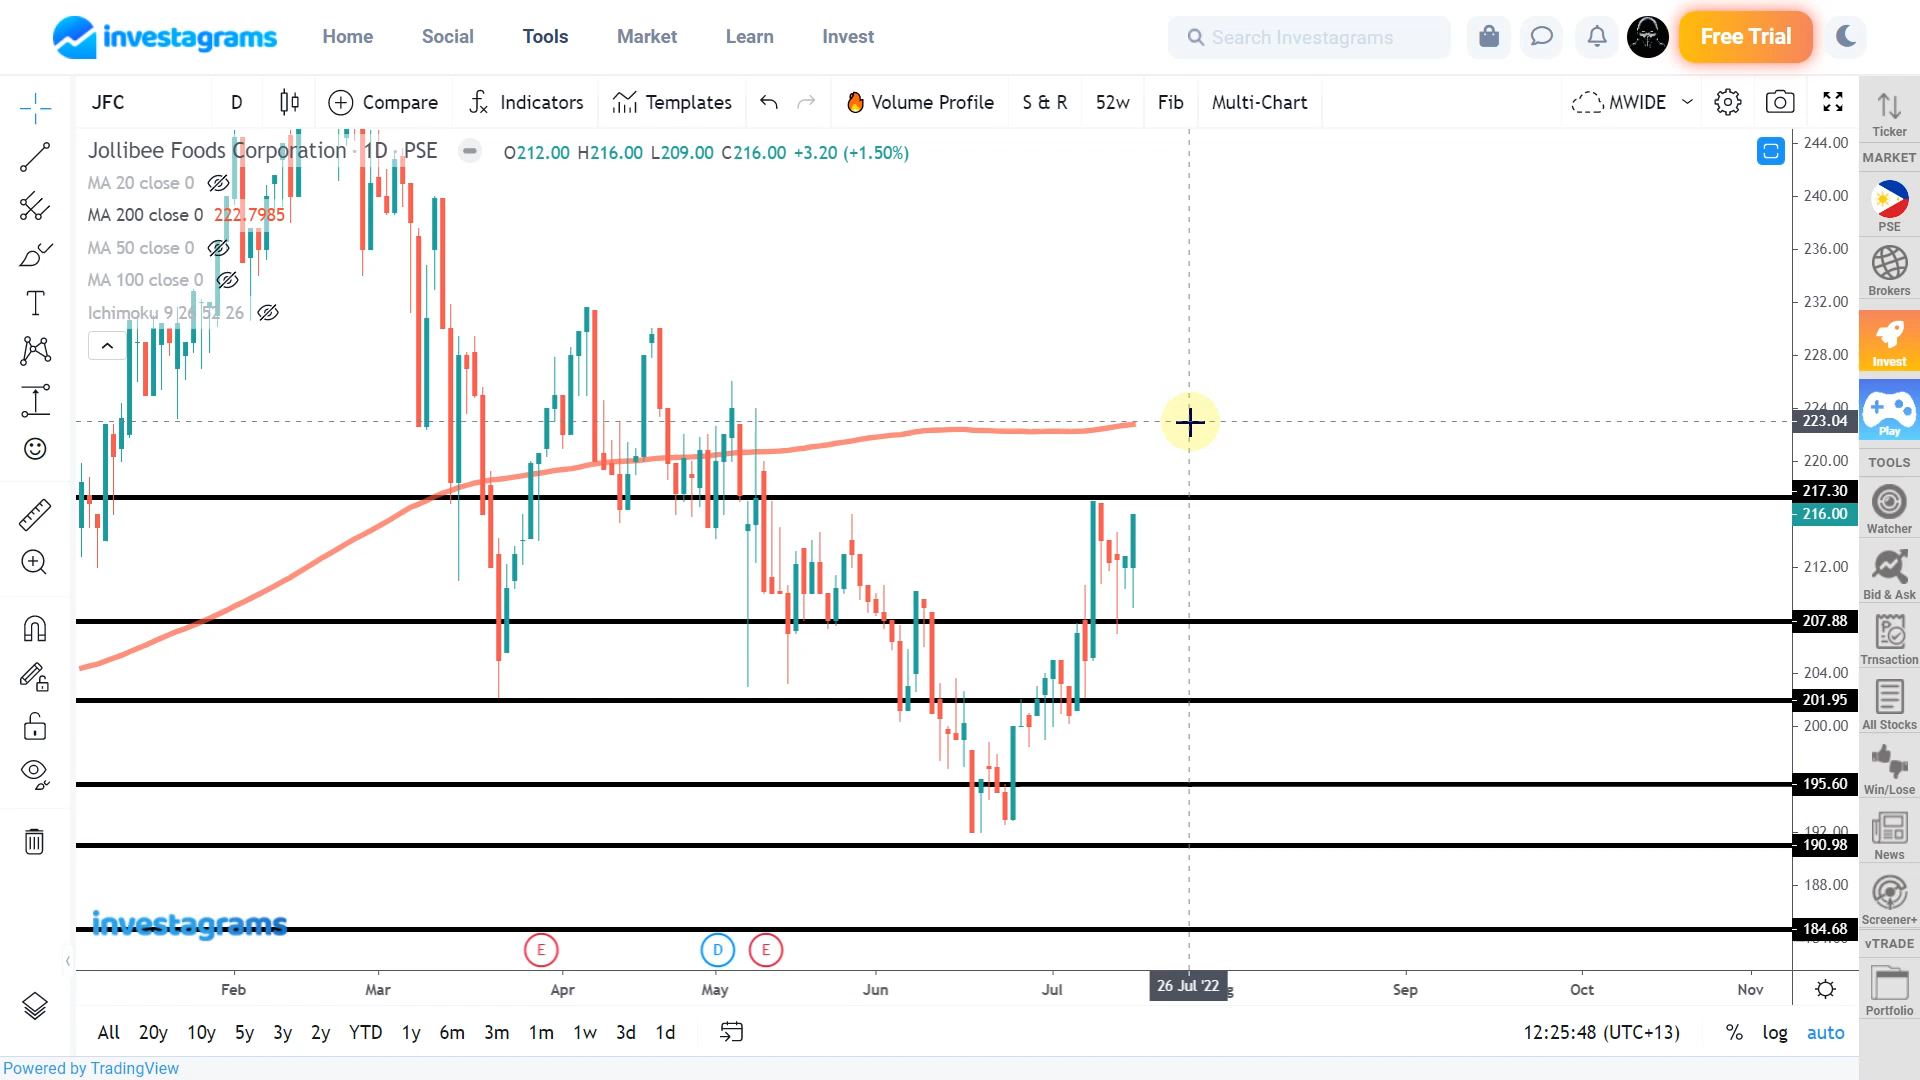 investagrams
Home
Social
Tools
Market
Learn
Invest
Search Investagrams
Free Trial
JFC
D
Compare
Indicators
Templates
Volume Profile
S & R
52w
Fib
Multi-Chart
MWIDE
Jollibee Foods Corporation · 1D · PSE
O212.00 H216.00 L209.00 C216.00 +3.20 (+1.50%)
MA 20 close 0
MA 200 close 0 222.7985
MA 50 close 0
MA 100 close 0
Ichimoku 9 26 52 26
244.00
240.00
236.00
232.00
228.00
224.00
223.04
220.00
217.30
216.00
212.00
207.88
204.00
201.95
200.00
195.60
192.00
190.98
188.00
184.68
investagrams
E
D
E
Feb
Mar
Apr
May
Jun
Jul
26 Jul '22
Sep
Oct
Nov
All
20y
10y
5y
3y
2y
YTD
1y
6m
3m
1m
1w
3d
1d
12:25:48 (UTC+13)
%
log
auto
Powered by TradingView
Ticker
MARKET
PSE
Brokers
Invest
Play
TOOLS
Watcher
Bid & Ask
Trnsaction
All Stocks
Win/Lose
News
Screener+
vTRADE
Portfolio